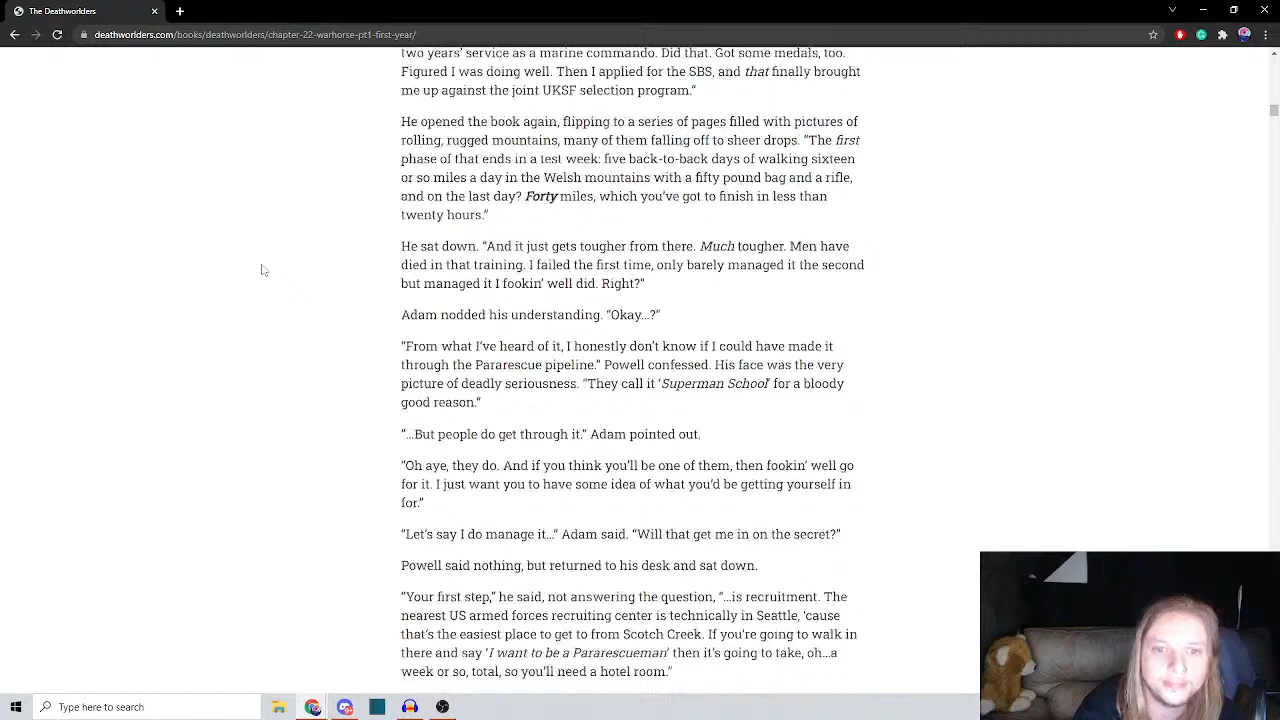 The Deathworlders
deathworlders.com/books/deathworlders/chapter-22-warhorse-pt1-first-year/
two years’ service as a marine commando. Did that. Got some medals, too.
Figured I was doing well. Then I applied for the SBS, and that finally brought
me up against the joint UKSF selection program.“
He opened the book again, flipping to a series of pages filled with pictures of
rolling, rugged mountains, many of them falling off to sheer drops. “The first
phase of that ends in a test week: five back-to-back days of walking sixteen
or so miles a day in the Welsh mountains with a fifty pound bag and a rifle,
and on the last day? Forty miles, which you’ve got to finish in less than
twenty hours.”
He sat down. “And it just gets tougher from there. Much tougher. Men have
died in that training. I failed the first time, only barely managed it the second
but managed it I fookin’ well did. Right?”
Adam nodded his understanding. “Okay…?”
“From what I’ve heard of it, I honestly don’t know if I could have made it
through the Pararescue pipeline.” Powell confessed. His face was the very
picture of deadly seriousness. “They call it ‘Superman School’ for a bloody
good reason.“
”…But people do get through it.” Adam pointed out.
“Oh aye, they do. And if you think you’ll be one of them, then fookin’ well go
for it. I just want you to have some idea of what you’d be getting yourself in
for.”
“Let’s say I do manage it…“ Adam said. “Will that get me in on the secret?”
Powell said nothing, but returned to his desk and sat down.
“Your first step,” he said, not answering the question, “…is recruitment. The
nearest US armed forces recruiting center is technically in Seattle, ‘cause
that’s the easiest place to get to from Scotch Creek. If you’re going to walk in
there and say ‘I want to be a Pararescueman’ then it’s going to take, oh…a
week or so, total, so you’ll need a hotel room.”
Type here to search